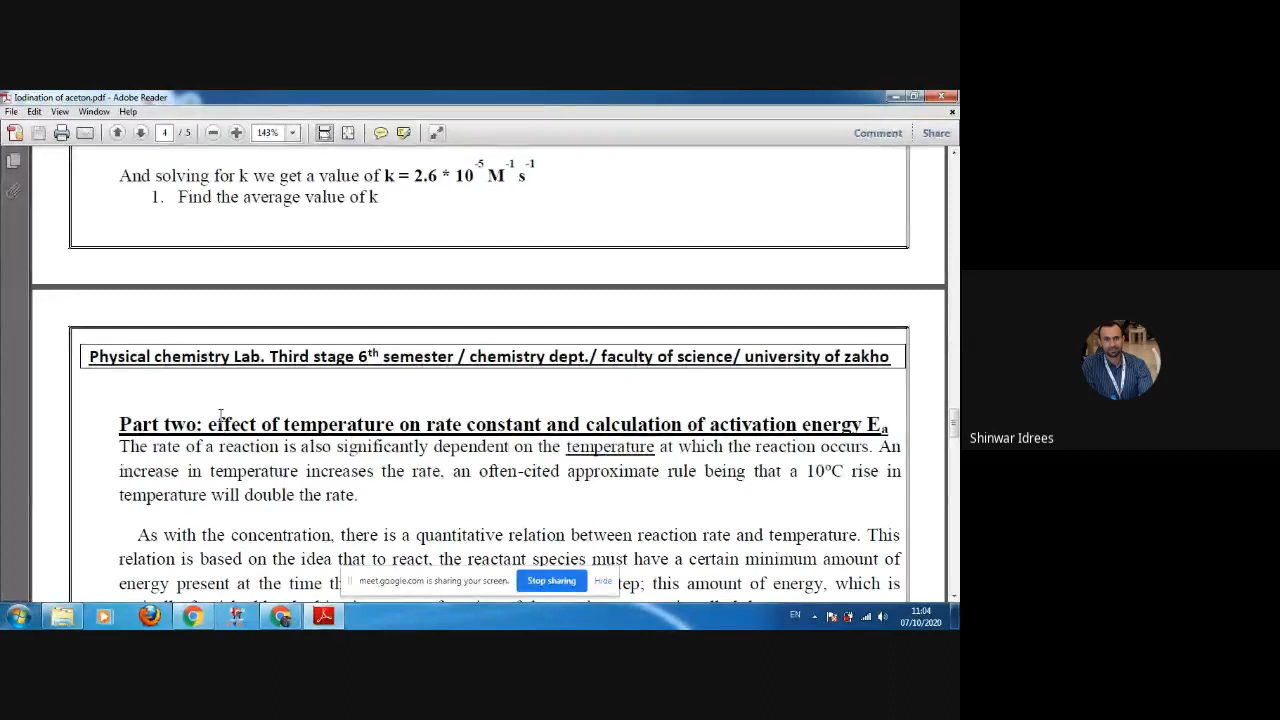 Iodination of aceton.pdf - Adobe Reader
File Edit View Window Help
4 / 5 143% Comment Share
And solving for k we get a value of k = 2.6 * 10⁻⁵ M⁻¹ s⁻¹
1. Find the average value of k
Physical chemistry Lab. Third stage 6th semester / chemistry dept./ faculty of science/ university of zakho
Part two: effect of temperature on rate constant and calculation of activation energy Ea
The rate of a reaction is also significantly dependent on the temperature at which the reaction occurs. An
increase in temperature increases the rate, an often-cited approximate rule being that a 10°C rise in
temperature will double the rate.
As with the concentration, there is a quantitative relation between reaction rate and temperature. This
relation is based on the idea that to react, the reactant species must have a certain minimum amount of
energy present at the time tep; this amount of energy, which is
meet.google.com is sharing your screen. Stop sharing Hide
EN 11:04
07/10/2020
Shinwar Idrees